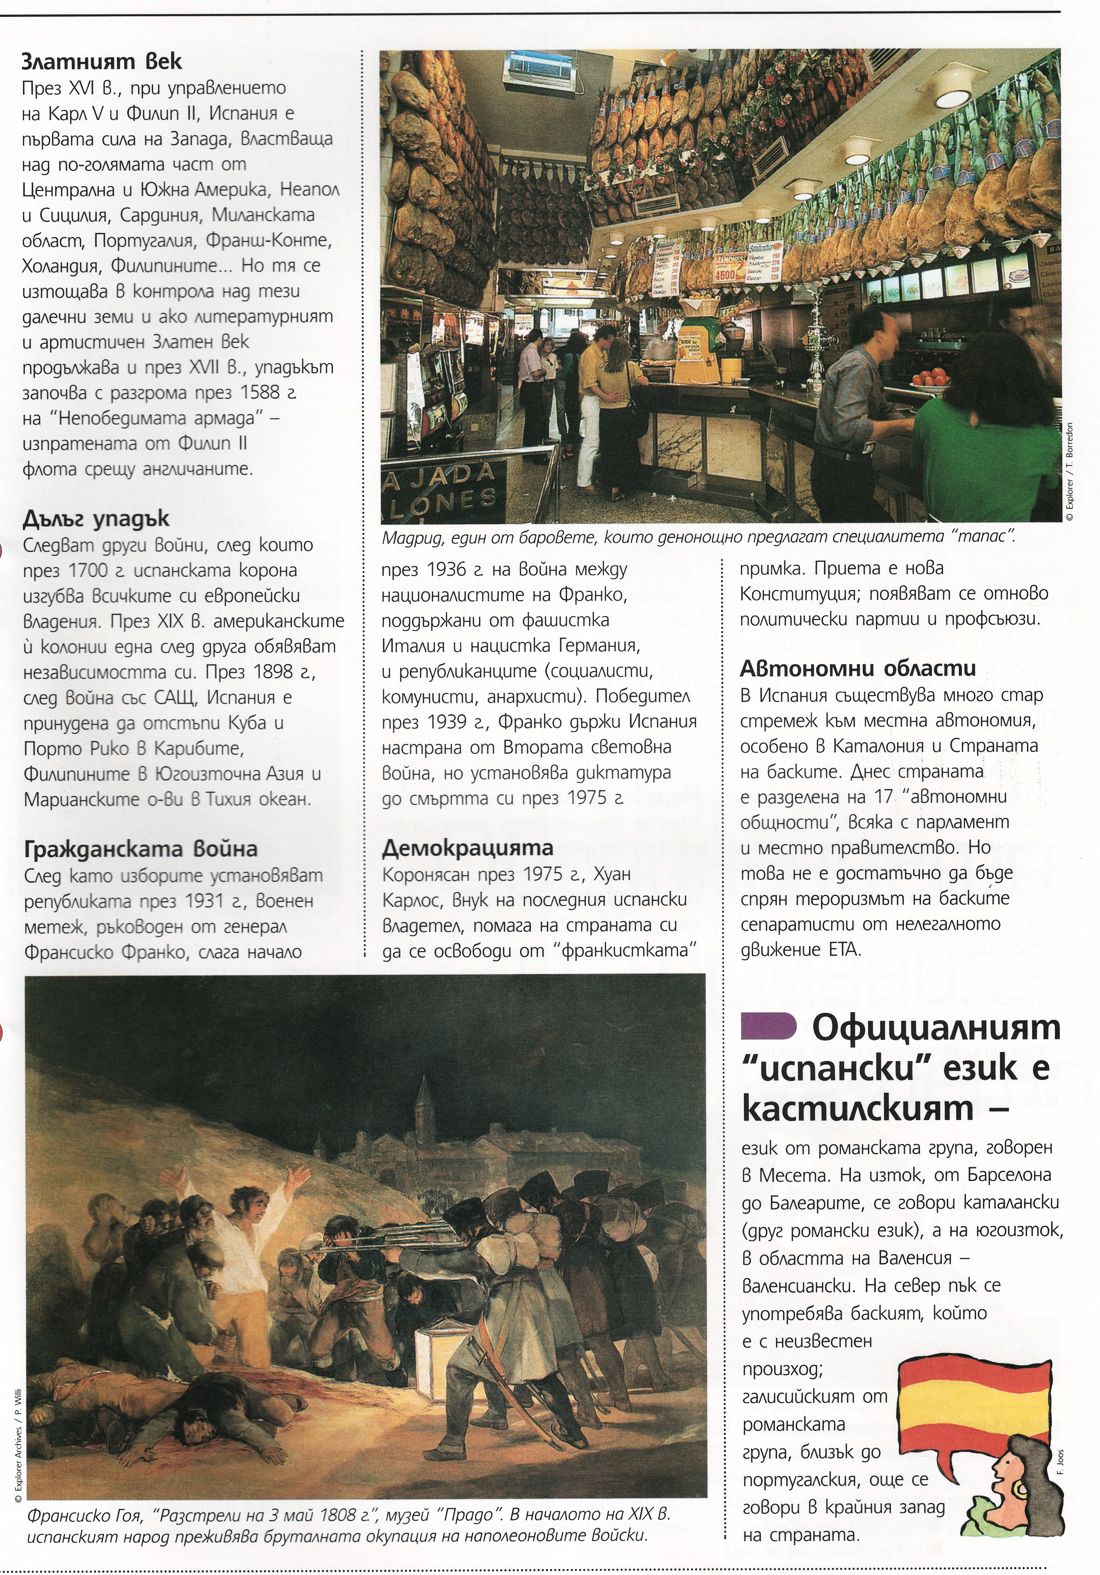 Златният век
През XVI в., при управлението
на Карл V и Филип II, Испания е
първата сила на Запада, властваща
над по-голямата част от
Централна и Южна Америка, Неапол
и Сицилия, Сардиния, Миланската
област, Португалия, Франш-Конте,
Холандия, Филипините... Но тя се
изтощава в контрола над тези
далечни земи и ако литературният
и артистичен Златен век
продължава и през XVII в., упадъкът
започва с разгрома през 1588 г.
на “Непобедимата армада” –
изпратената от Филип II
флота срещу англичаните.
Дълъг упадък
Следват други войни, след които
през 1700 г. испанската корона
изгубва всичките си европейски
владения. През XIX в. американските
ѝ колонии една след друга обявяват
независимостта си. През 1898 г.,
след война със САЩ, Испания е
принудена да отстъпи Куба и
Порто Рико в Карибите,
Филипините в Югоизточна Азия и
Марианските о-ви в Тихия океан.
Гражданската война
След като изборите установяват
републиката през 1931 г., военен
метеж, ръководен от генерал
Франсиско Франко, слага начало
AJADA
LONES
JAMONES
4500
© Explorer / T. Borredon
Мадрид, един от баровете, които денонощно предлагат специалитета “тапас”.
през 1936 г. на война между
националистите на Франко,
поддържани от фашистка
Италия и нацистка Германия,
и републиканците (социалисти,
комунисти, анархисти). Победител
през 1939 г., Франко държи Испания
настрана от Втората световна
война, но установява диктатура
до смъртта си през 1975 г.
Демокрацията
Коронясан през 1975 г., Хуан
Карлос, внук на последния испански
владетел, помага на страната си
да се освободи от “франкистката”
примка. Приета е нова
Конституция; появяват се отново
политически партии и профсъюзи.
Автономни области
В Испания съществува много стар
стремеж към местна автономия,
особено в Каталония и Страната
на баските. Днес страната
е разделена на 17 “автономни
общности”, всяка с парламент
и местно правителство. Но
това не е достатъчно да бъде
спрян тероризмът на баските
сепаратисти от нелегалното
движение ЕТА.
© Explorer Archives / P. Willi
Франсиско Гоя, “Разстрели на 3 май 1808 г.”, музей “Прадо”. В началото на XIX в.
испанският народ преживява бруталната окупация на наполеоновите войски.
Официалният
“испански” език е
кастилският –
език от романската група, говорен
в Месета. На изток, от Барселона
до Балеарите, се говори каталански
(друг романски език), а на югоизток,
в областта на Валенсия –
валенсиански. На север пък се
употребява баският, който
е с неизвестен
произход;
галисийският от
романската
група, близък до
португалския, още се
говори в крайния запад
на страната.
F. Joos